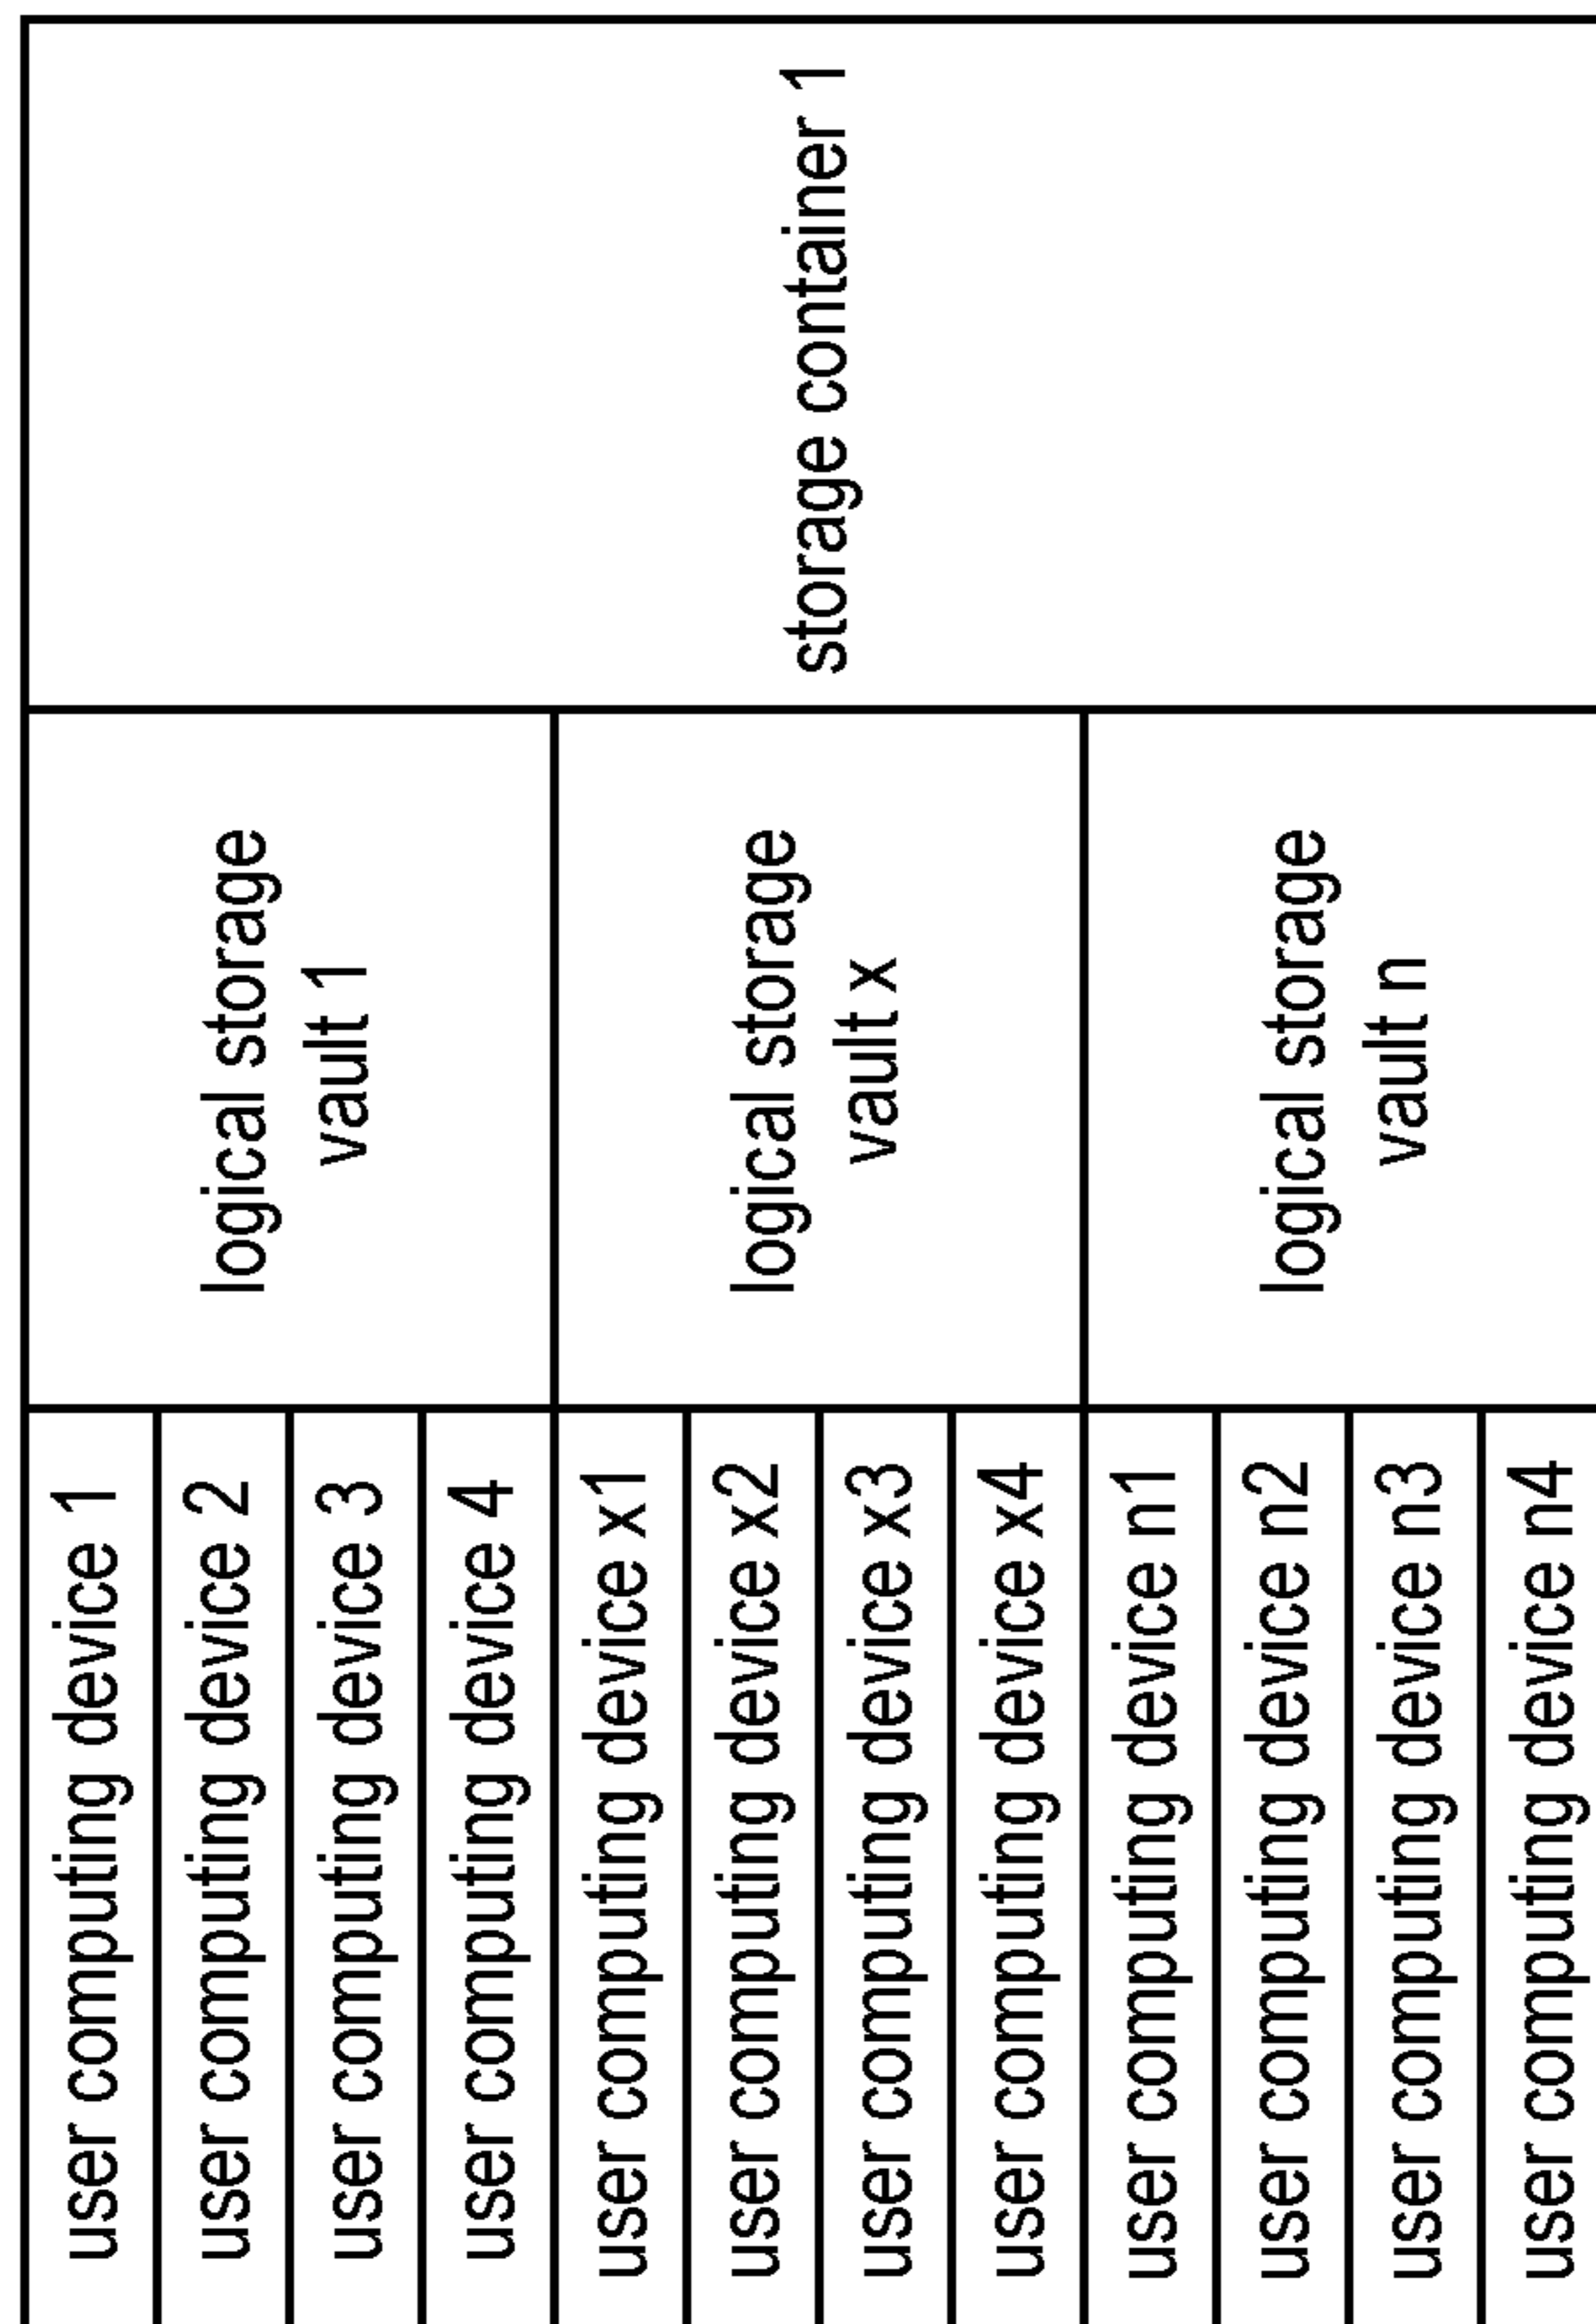 user computing device 1
user computing device 2
user computing device 3
user computing device 4
user computing device x1
user computing device x2
user computing device x3
user computing device x4
user computing device n1
user computing device n2
user computing device n3
user computing device n4
logical storage
vault 1
logical storage
vault x
logical storage
vault n
storage container 1